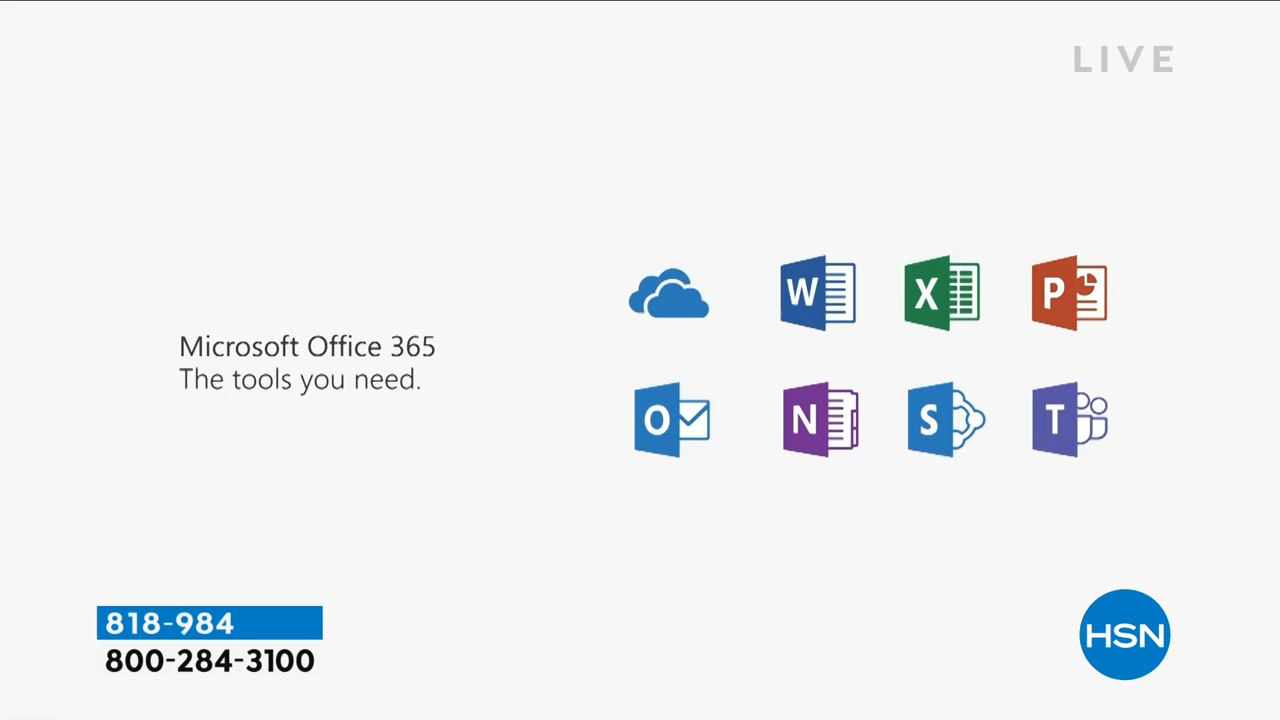 LIVE
Microsoft Office 365
The tools you need.
W
X
P
O
N
S
T
818-984
800-284-3100
HSN